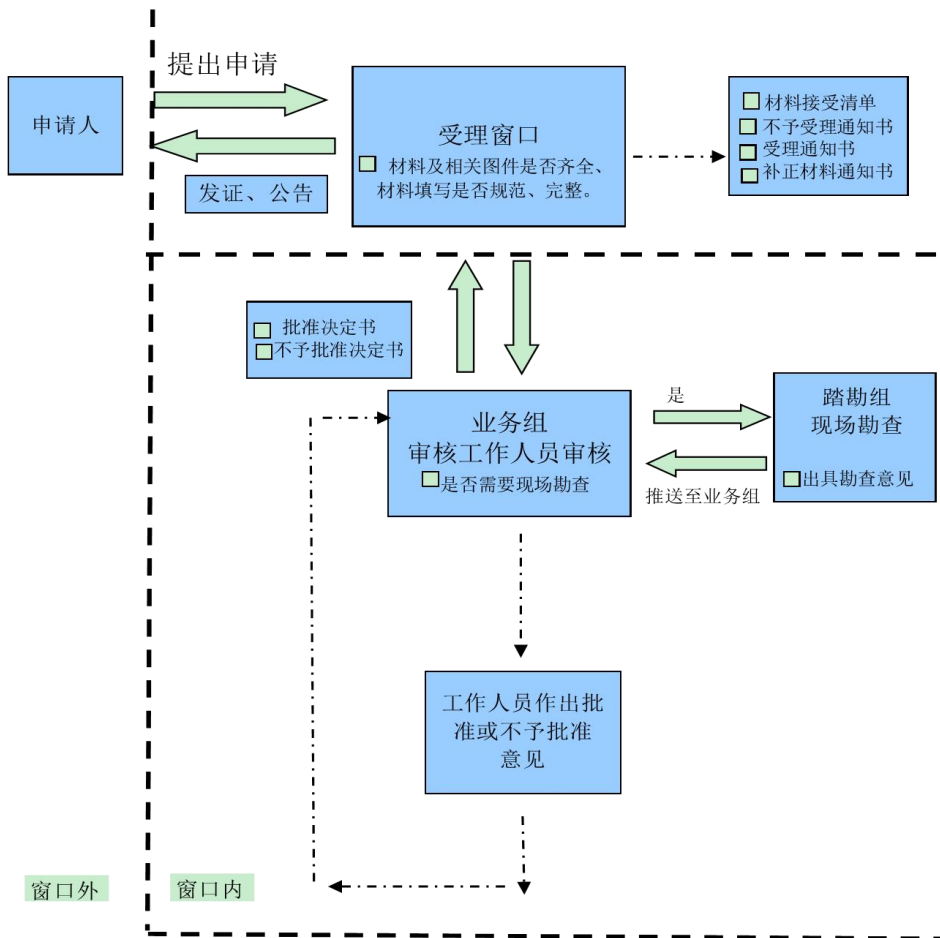 提出申请
申请人
受理窗口
材料及相关图件是否齐全、
材料填写是否规范、完整。
材料接受清单
不予受理通知书
受理通知书
补正材料通知书
发证、公告
批准决定书
不予批准决定书
业务组
审核工作人员审核
是否需要现场勘查
是
推送至业务组
踏勘组
现场勘查
出具勘查意见
工作人员作出批
准或不予批准
意见
窗口外
窗口内